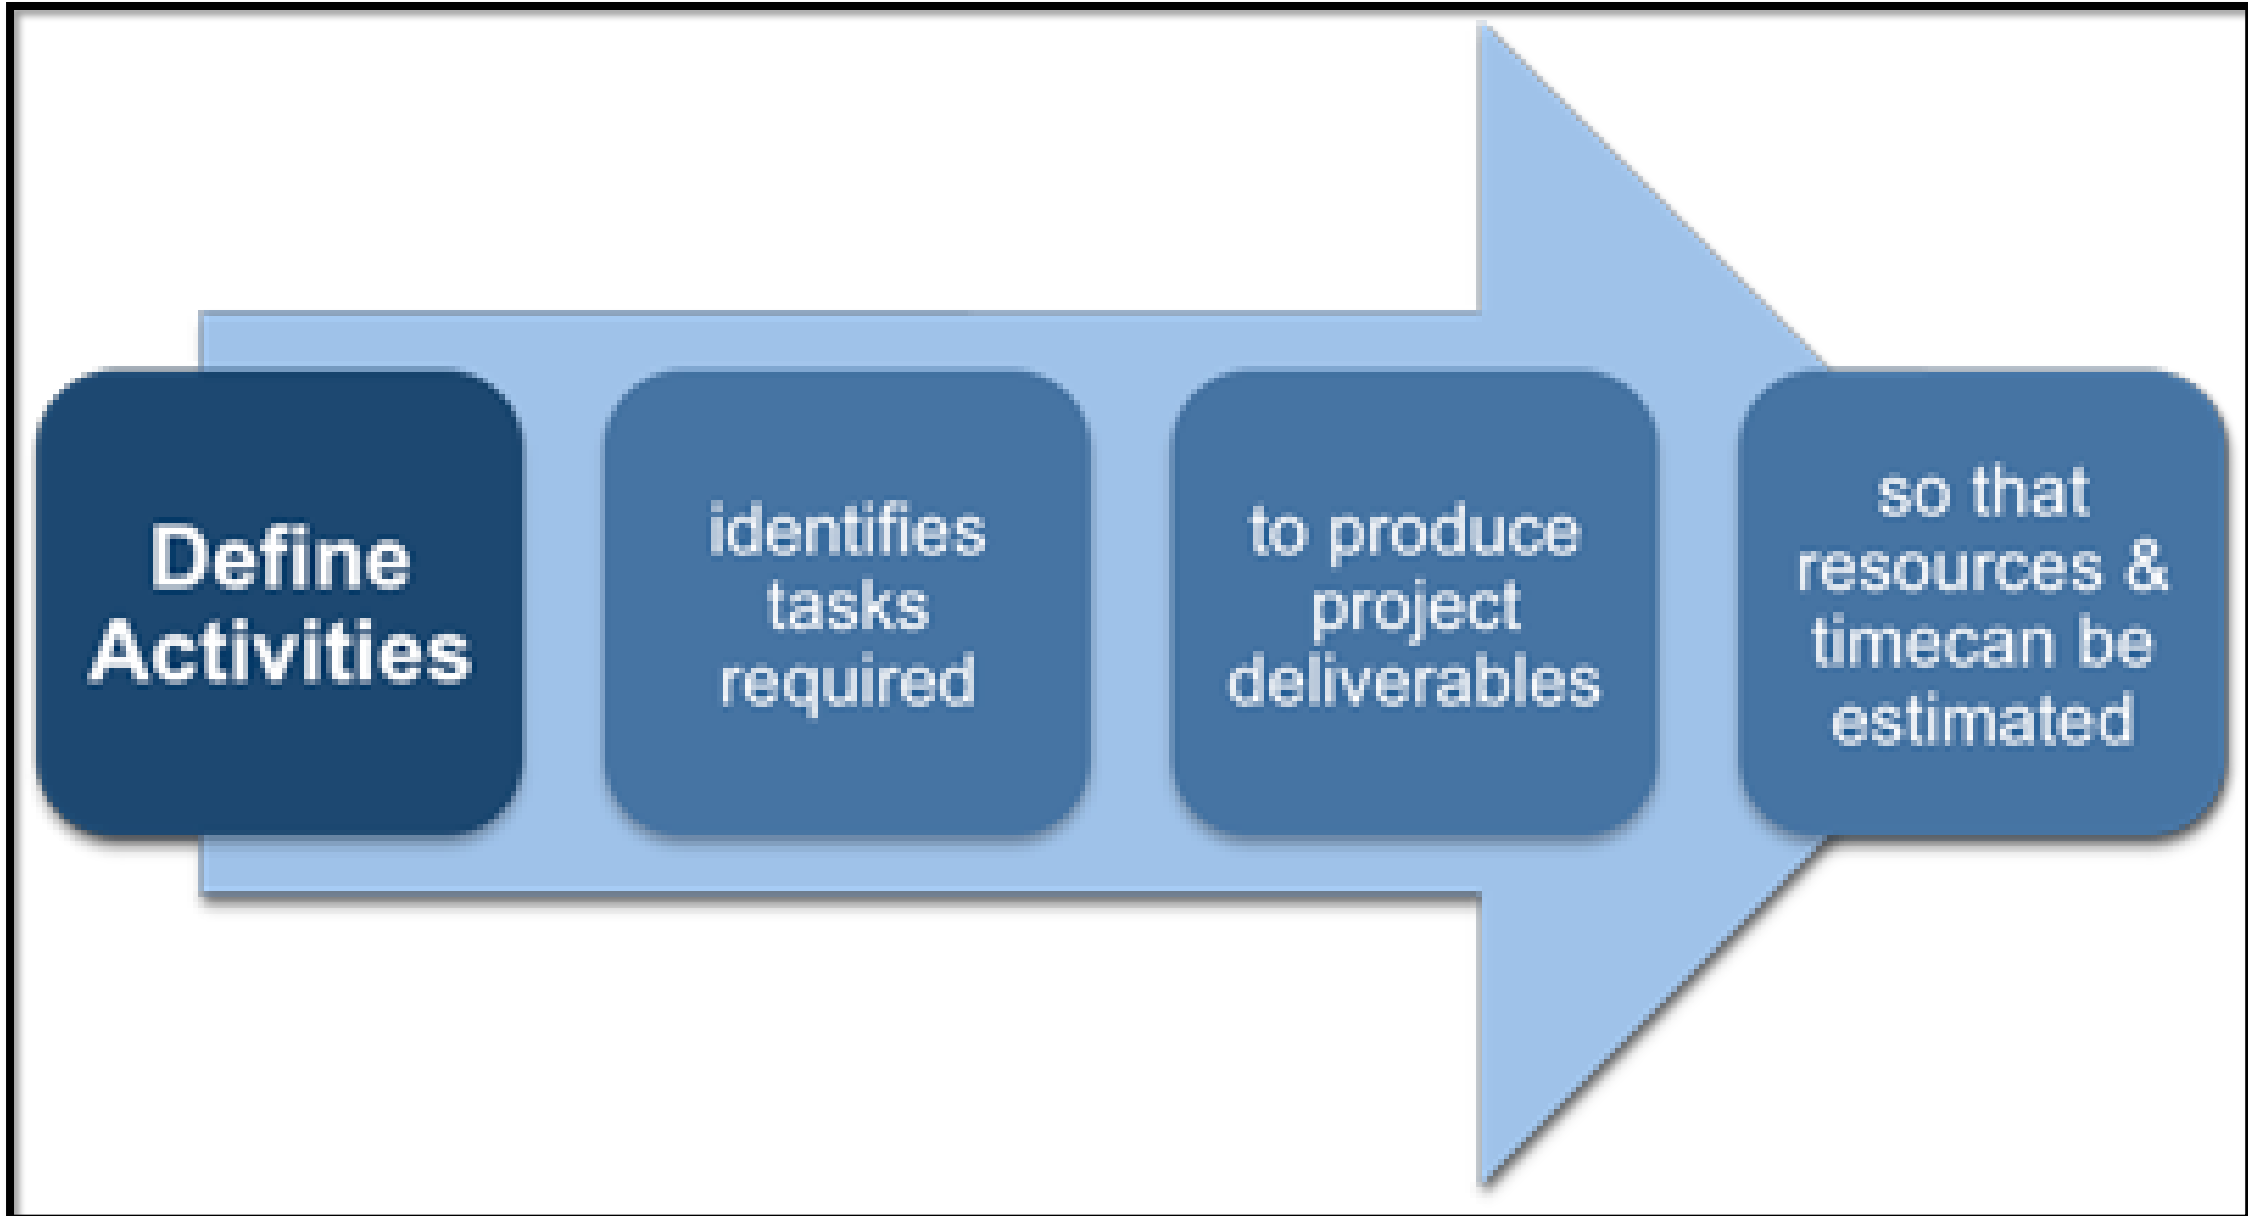 Define
Activities
identifies
tasks
required
to produce
project
deliverables
so that
resources &
timecan be
estimated